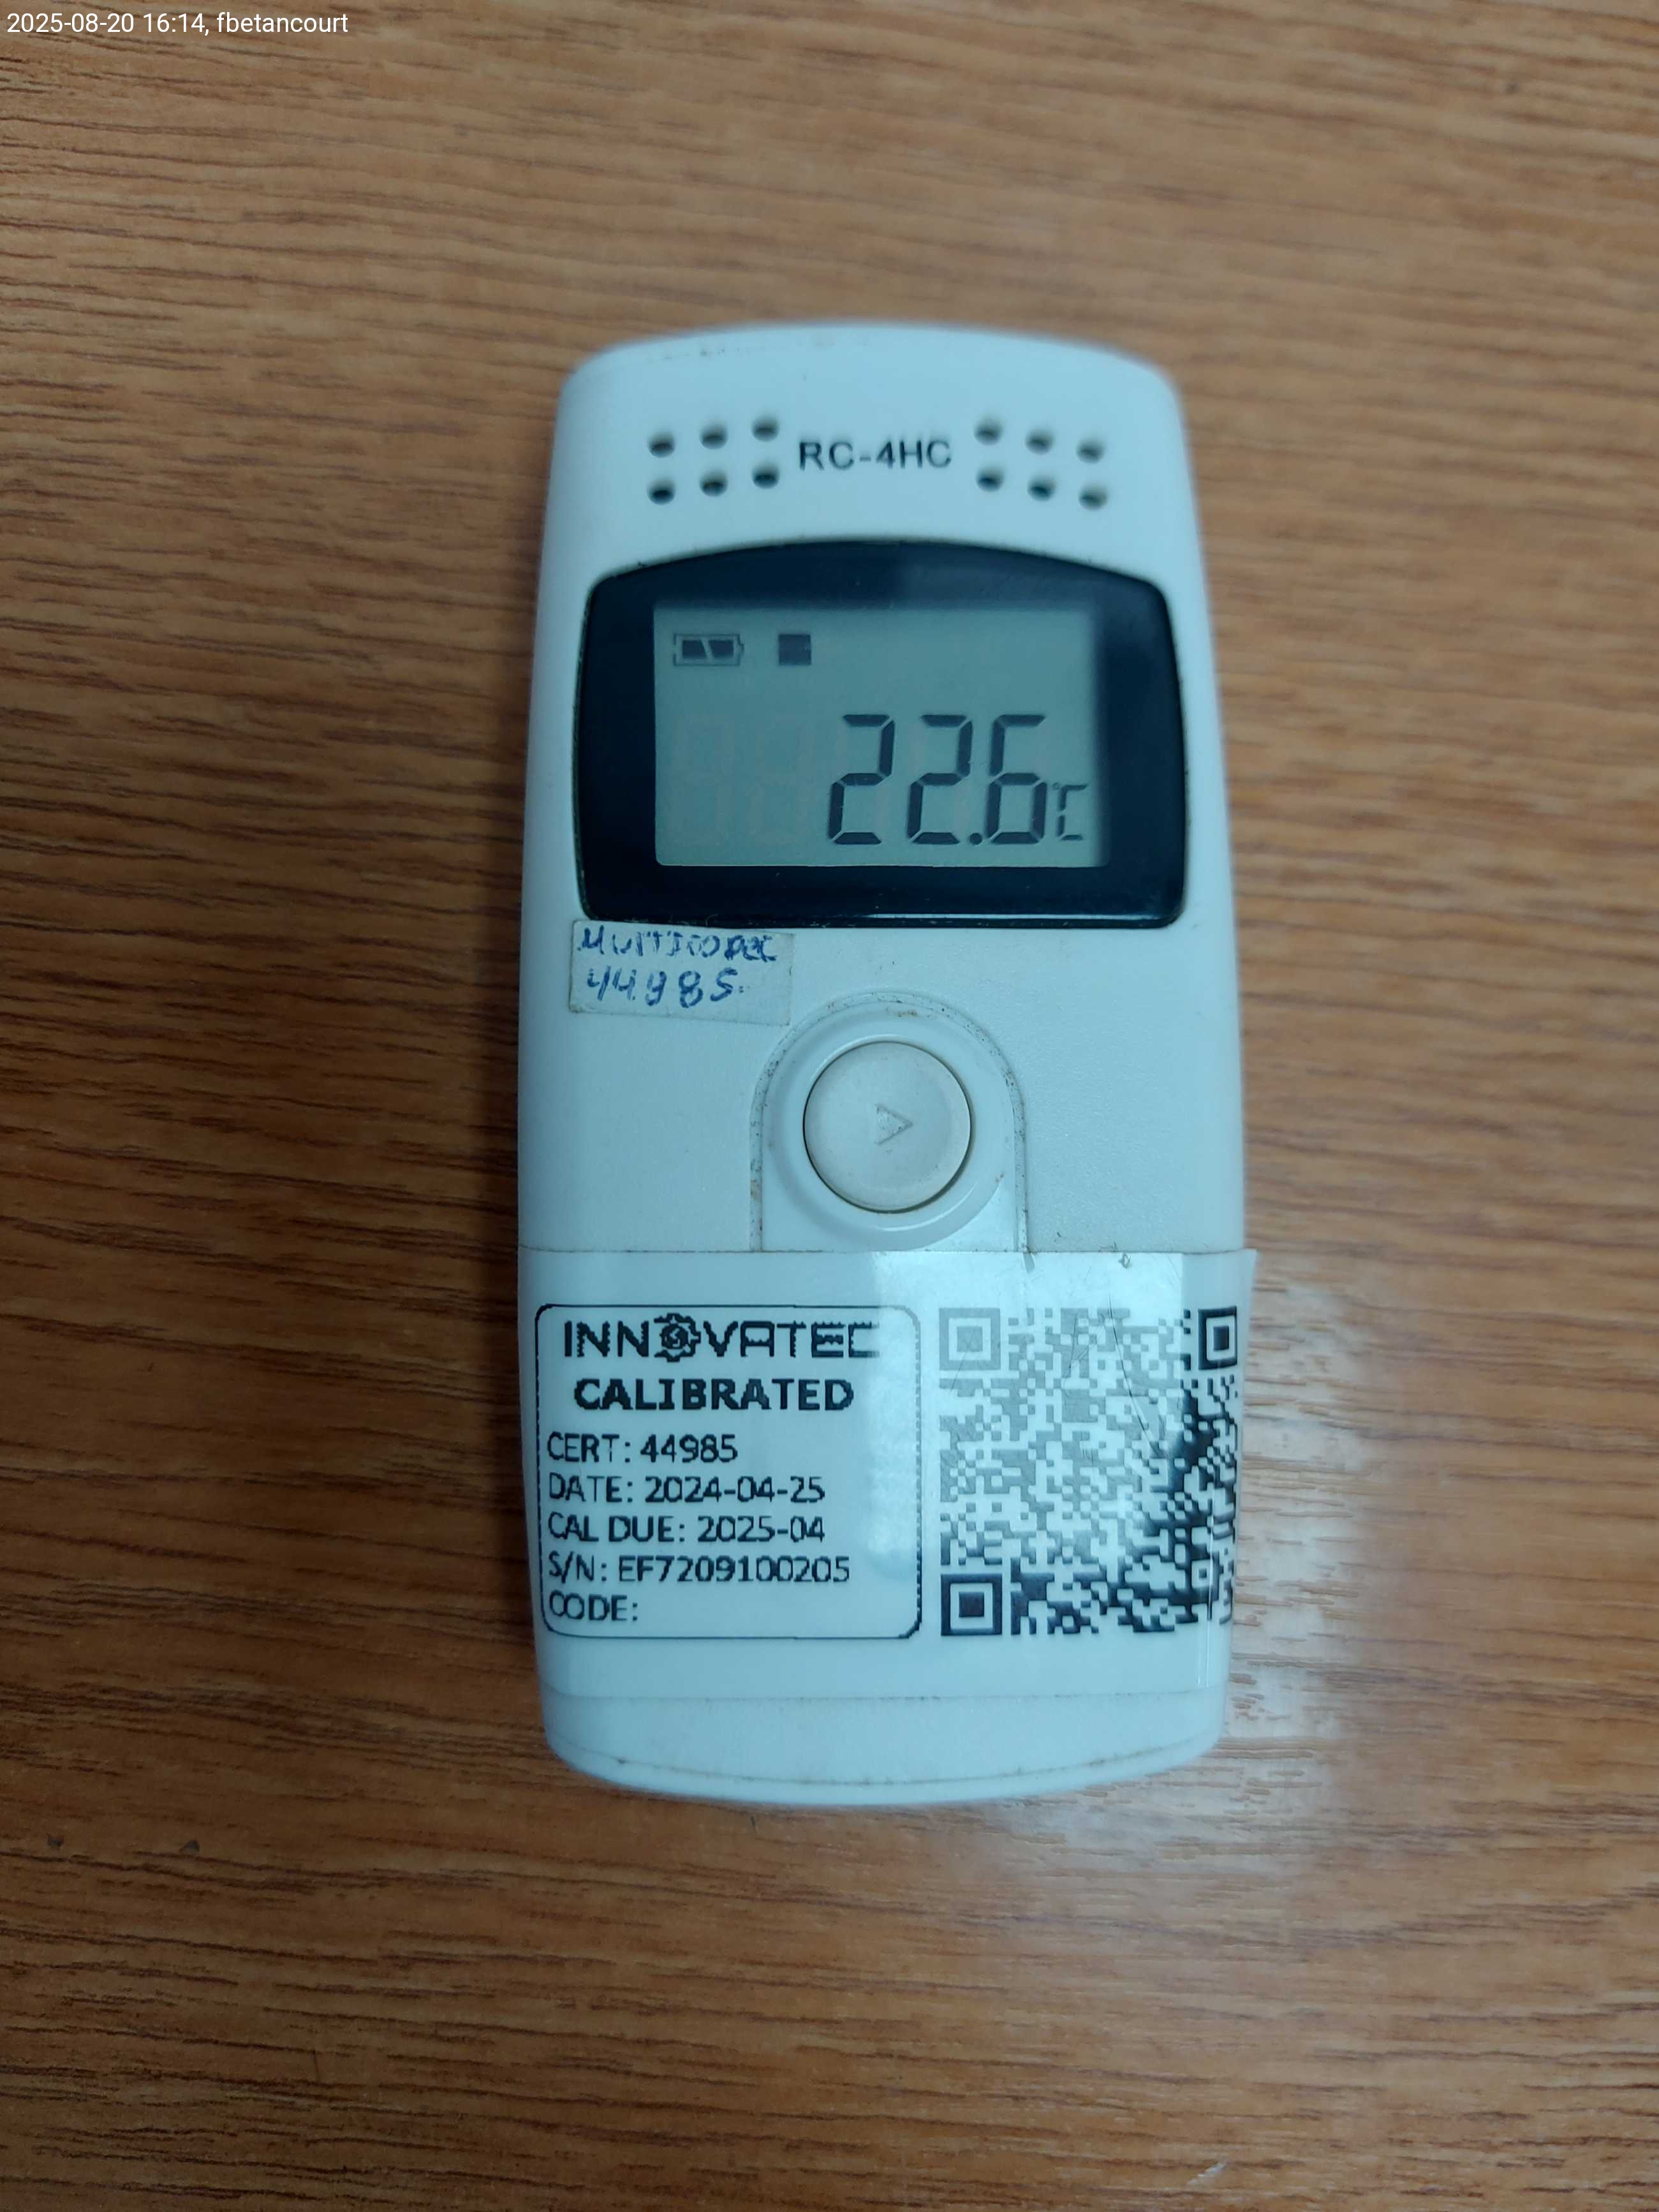 2025-08-20 16:14, fbetancourt
RC-4HC
22.6°C
44985
INNOVATEC
CALIBRATED
CERT: 44985
DATE: 2024-04-25
CAL DUE: 2025-04
S/N: EF7209100205
CODE: